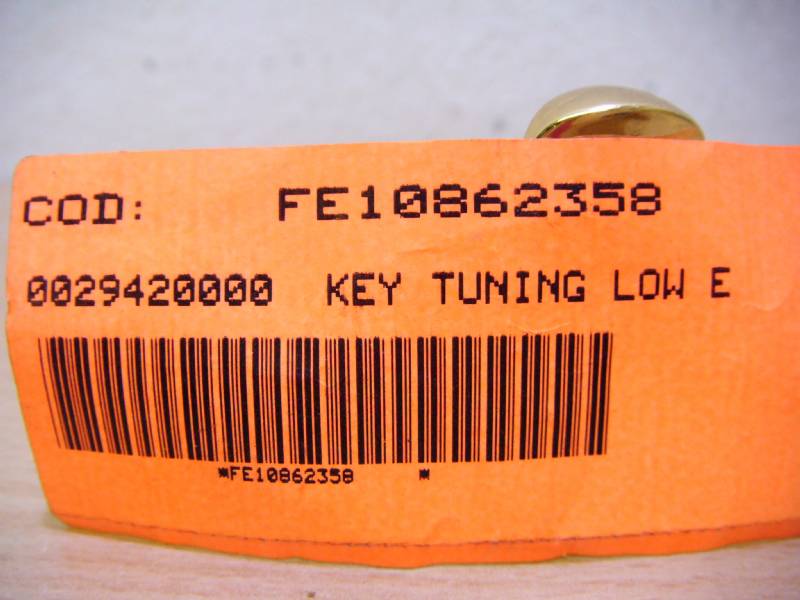 COD: FE10862358
0029420000 KEY TUNING LOW E
*FE10862358 *